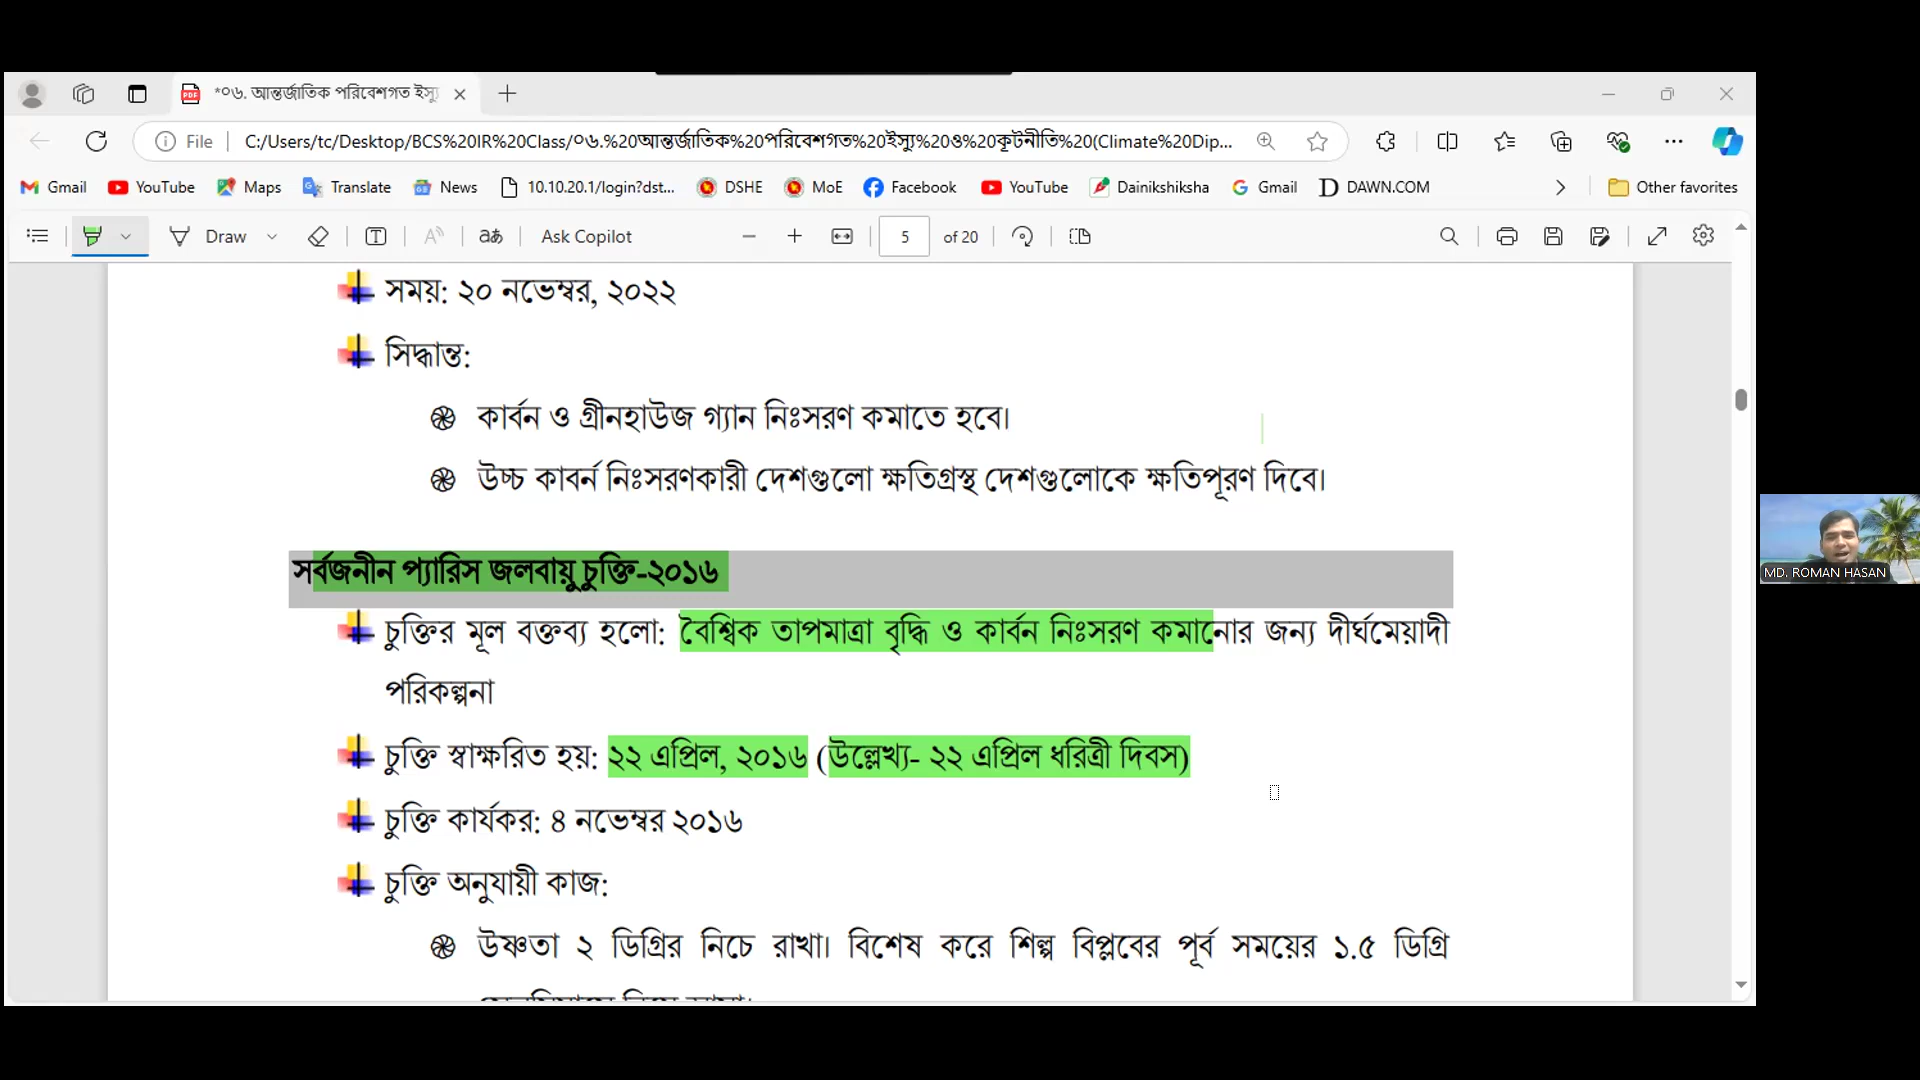 *০৬. আন্তর্জাতিক পরিবেশগত ইস্যু
File C:/Users/tc/Desktop/BCS%20IR%20Class/০৬.%20আন্তর্জাতিক%20পরিবেশগত%20ইস্যু%20ও%20কূটনীতি%20(Climate%20Dip...
Gmail YouTube Maps Translate News 10.10.20.1/login?dst... DSHE MoE Facebook YouTube Dainikshiksha Gmail DAWN.COM Other favorites
Draw Ask Copilot 5 of 20
সময়: ২০ নভেম্বর, ২০২২
সিদ্ধান্ত:
কার্বন ও গ্রীনহাউজ গ্যান নিঃসরণ কমাতে হবে।
উচ্চ কাবর্ন নিঃসরণকারী দেশগুলো ক্ষতিগ্রস্থ দেশগুলোকে ক্ষতিপূরণ দিবে।
সর্বজনীন প্যারিস জলবায়ু চুক্তি-২০১৬
চুক্তির মূল বক্তব্য হলো: বৈশ্বিক তাপমাত্রা বৃদ্ধি ও কার্বন নিঃসরণ কমানোর জন্য দীর্ঘমেয়াদী
পরিকল্পনা
চুক্তি স্বাক্ষরিত হয়: ২২ এপ্রিল, ২০১৬ (উল্লেখ্য- ২২ এপ্রিল ধরিত্রী দিবস)
চুক্তি কার্যকর: ৪ নভেম্বর ২০১৬
চুক্তি অনুযায়ী কাজ:
উষ্ণতা ২ ডিগ্রির নিচে রাখা। বিশেষ করে শিল্প বিপ্লবের পূর্ব সময়ের ১.৫ ডিগ্রি
MD. ROMAN HASAN